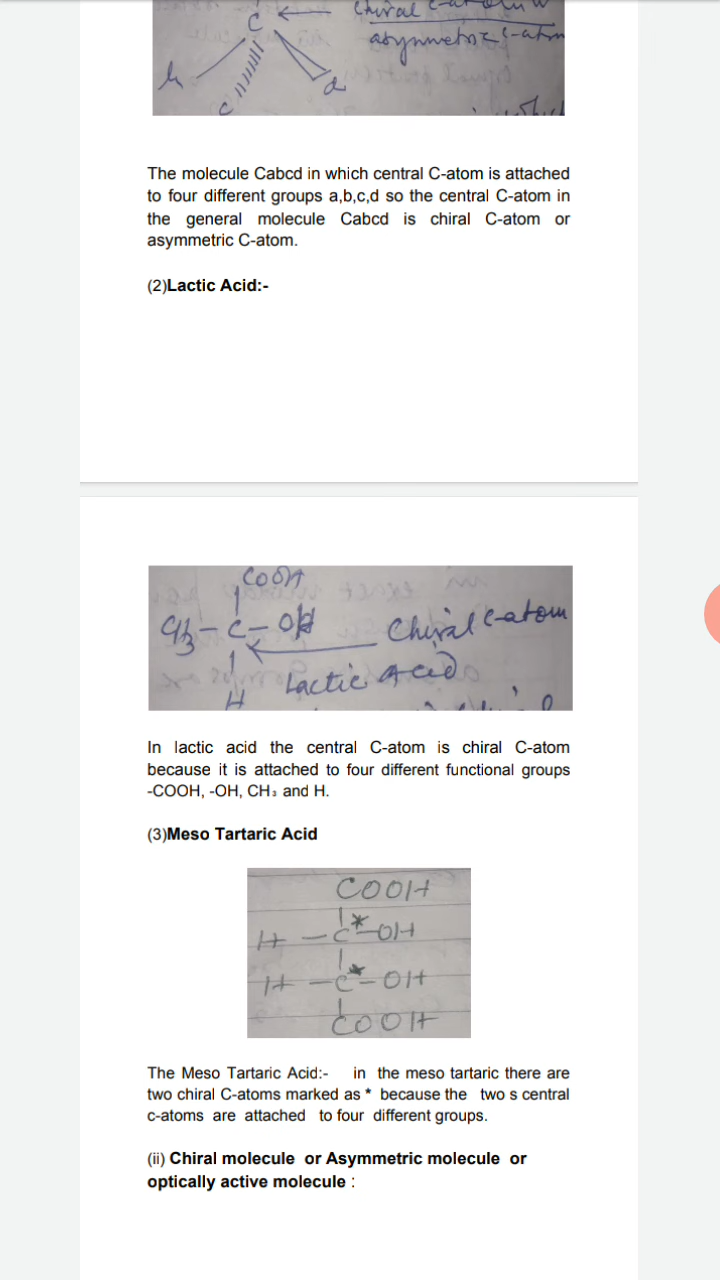 C ← chiral C-atom
asymmetric C-atom
b
d
c
The molecule Cabcd in which central C-atom is attached
to four different groups a,b,c,d so the central C-atom in
the general molecule Cabcd is chiral C-atom or
asymmetric C-atom.
(2)Lactic Acid:-
COOH
CH3-C-OH
Chiral C-atom
H
Lactic Acid
In lactic acid the central C-atom is chiral C-atom
because it is attached to four different functional groups
-COOH, -OH, CH₃ and H.
(3)Meso Tartaric Acid
COOH
H-C*-OH
H-C*-OH
COOH
The Meso Tartaric Acid:- in the meso tartaric there are
two chiral C-atoms marked as * because the two s central
c-atoms are attached to four different groups.
(ii) Chiral molecule or Asymmetric molecule or
optically active molecule :